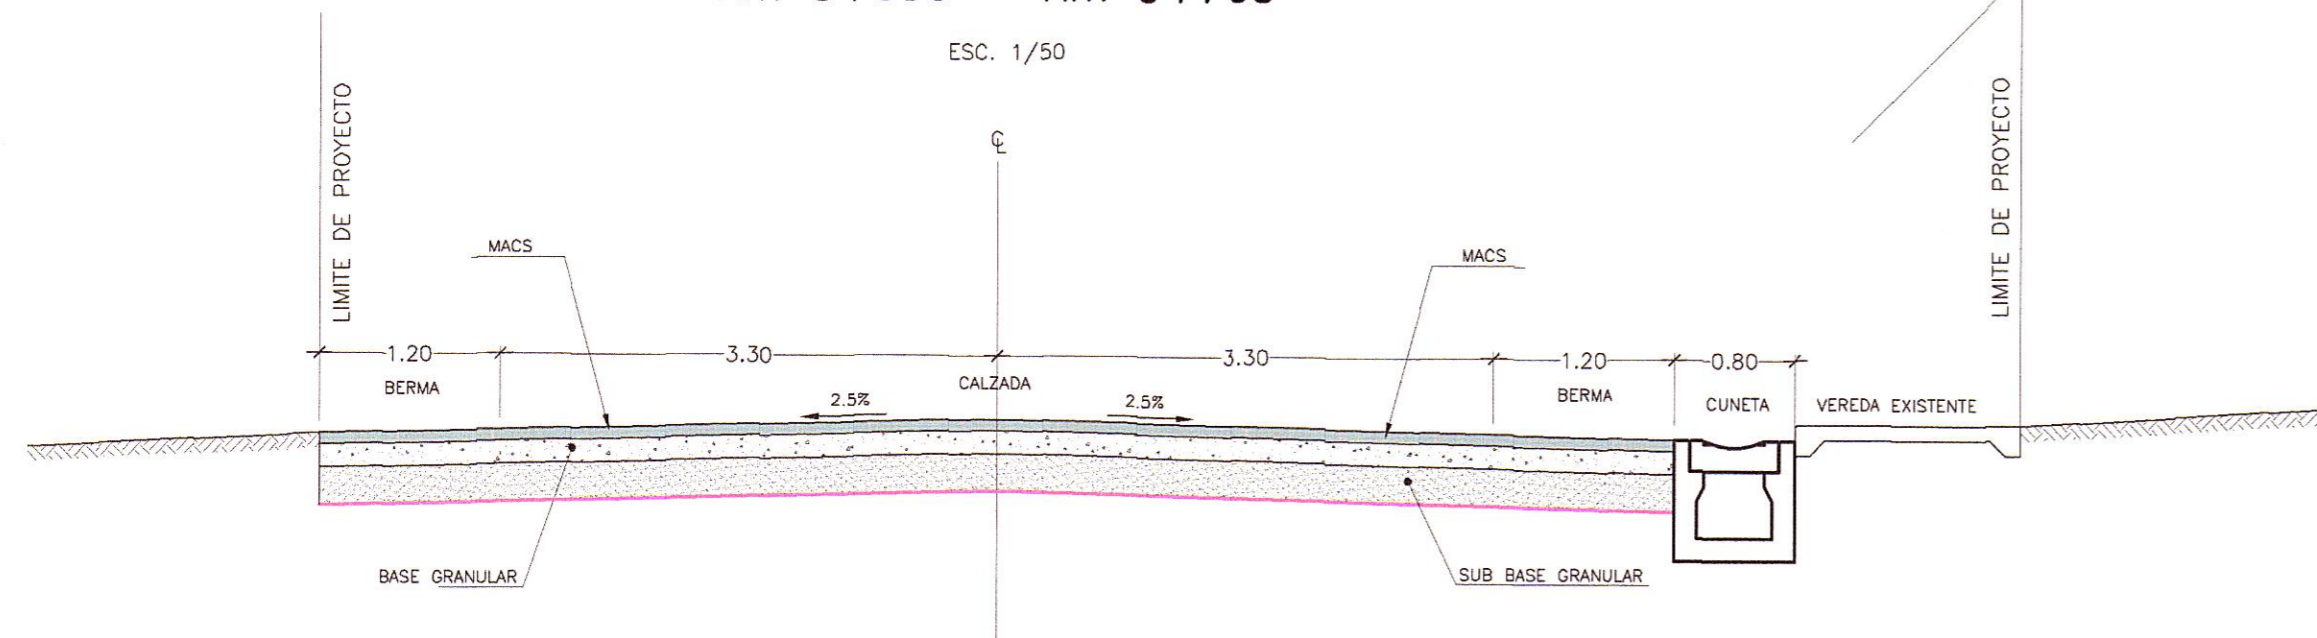 ESC. 1/50
LIMITE DE PROYECTO
LIMITE DE PROYECTO
℄
MACS
MACS
1.20
3.30
3.30
1.20
0.80
BERMA
CALZADA
BERMA
CUNETA
VEREDA EXISTENTE
2.5%
2.5%
BASE GRANULAR
SUB BASE GRANULAR